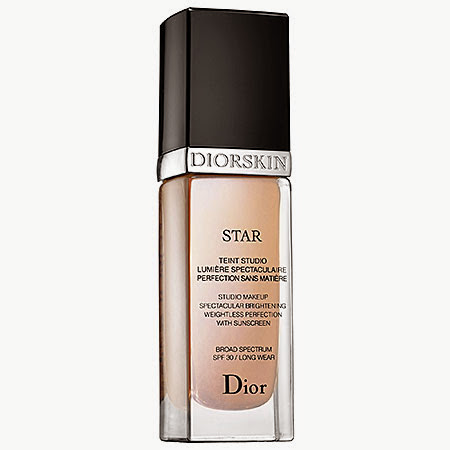 DIORSKIN
STAR
TEINT STUDIO
LUMIÈRE SPECTACULAIRE
PERFECTION SANS MATIÈRE
STUDIO MAKEUP
SPECTACULAR BRIGHTENING
WEIGHTLESS PERFECTION
WITH SUNSCREEN
BROAD SPECTRUM
SPF 30 / LONG WEAR
Dior